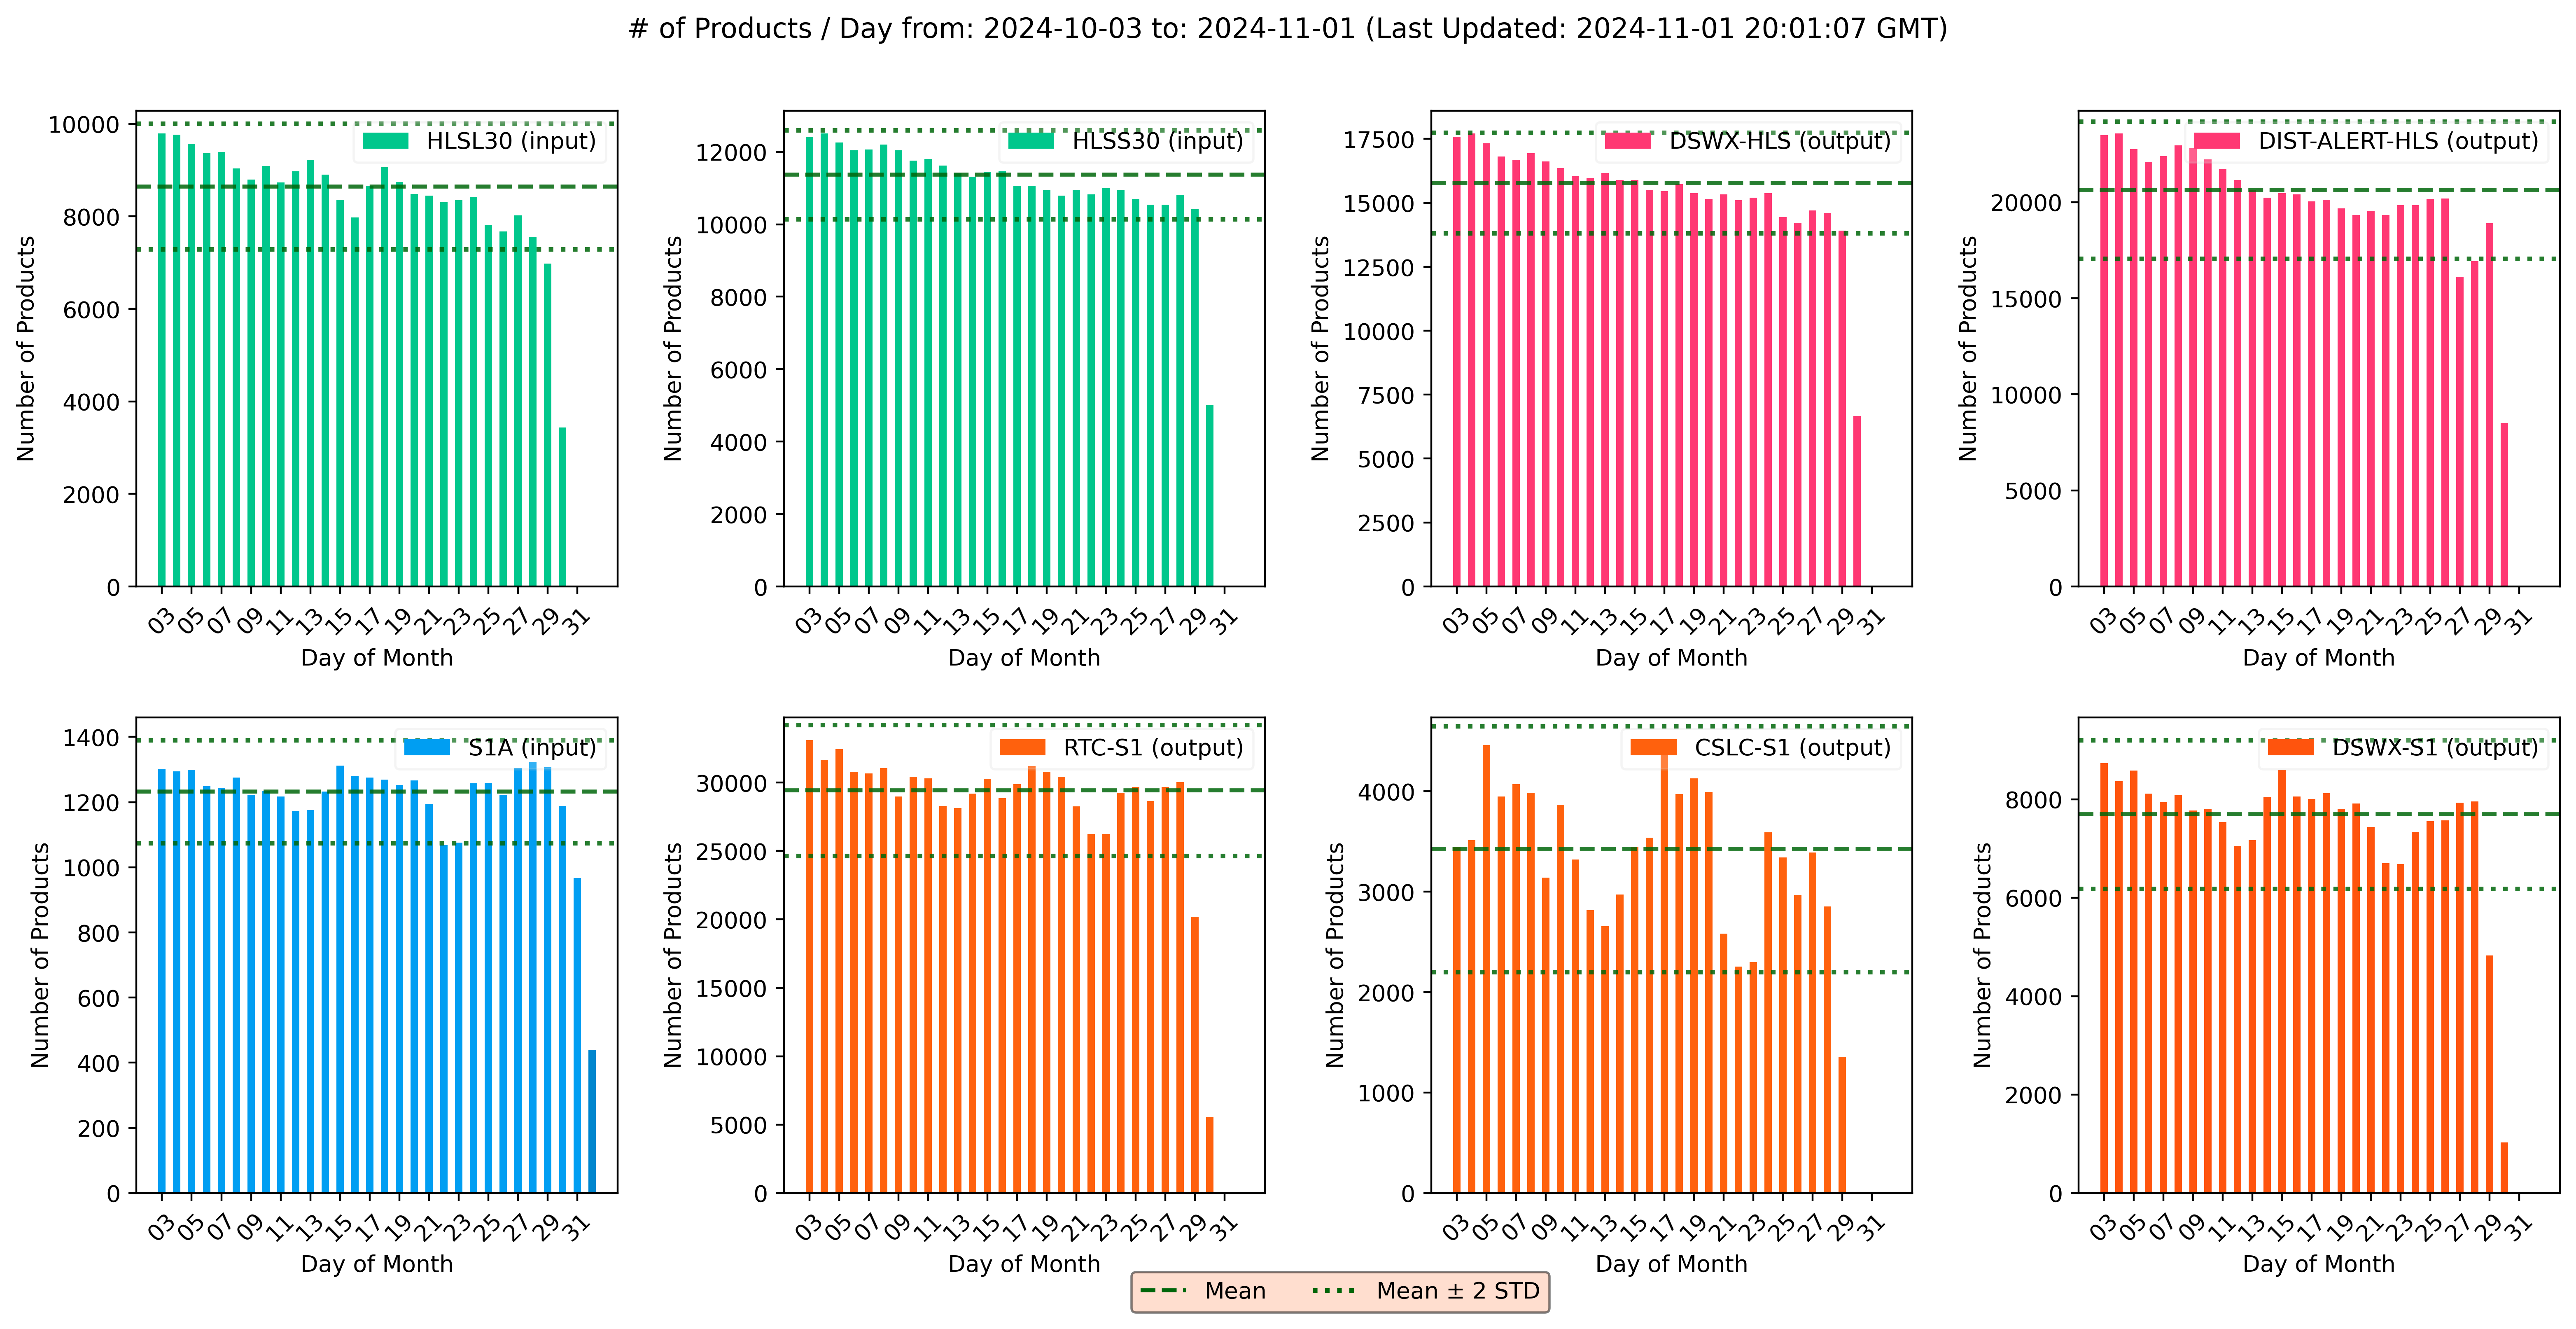 # of Products / Day from: 2024-10-03 to: 2024-11-01 (Last Updated: 2024-11-01 20:01:07 GMT)
HLSL30 (input)
Number of Products
10000
8000
6000
4000
2000
0
03 05 07 09 11 13 15 17 19 21 23 25 27 29 31
Day of Month
HLSS30 (input)
Number of Products
12000
10000
8000
6000
4000
2000
0
03 05 07 09 11 13 15 17 19 21 23 25 27 29 31
Day of Month
DSWX-HLS (output)
Number of Products
17500
15000
12500
10000
7500
5000
2500
0
03 05 07 09 11 13 15 17 19 21 23 25 27 29 31
Day of Month
DIST-ALERT-HLS (output)
Number of Products
20000
15000
10000
5000
0
03 05 07 09 11 13 15 17 19 21 23 25 27 29 31
Day of Month
S1A (input)
Number of Products
1400
1200
1000
800
600
400
200
0
03 05 07 09 11 13 15 17 19 21 23 25 27 29 31
Day of Month
RTC-S1 (output)
Number of Products
30000
25000
20000
15000
10000
5000
0
03 05 07 09 11 13 15 17 19 21 23 25 27 29 31
Day of Month
CSLC-S1 (output)
Number of Products
4000
3000
2000
1000
0
03 05 07 09 11 13 15 17 19 21 23 25 27 29 31
Day of Month
DSWX-S1 (output)
Number of Products
8000
6000
4000
2000
0
03 05 07 09 11 13 15 17 19 21 23 25 27 29 31
Day of Month
Mean
Mean ± 2 STD